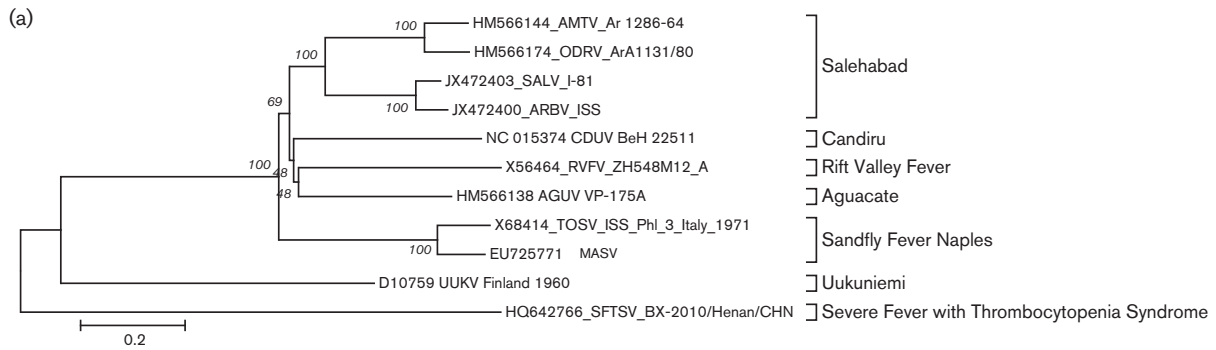 (a)
100 HM566144_AMTV_Ar 1286-64
HM566174_ODRV_ArA1131/80
100
Salehabad
JX472403_SALV_I-81
100 JX472400_ARBV_ISS
69
NC 015374 CDUV BeH 22511 Candiru
100
48 X56464_RVFV_ZH548M12_A Rift Valley Fever
48 HM566138 AGUV VP-175A Aguacate
X68414_TOSV_ISS_Phl_3_Italy_1971
Sandfly Fever Naples
100 EU725771 MASV
D10759 UUKV Finland 1960 Uukuniemi
HQ642766_SFTSV_BX-2010/Henan/CHN Severe Fever with Thrombocytopenia Syndrome
0.2